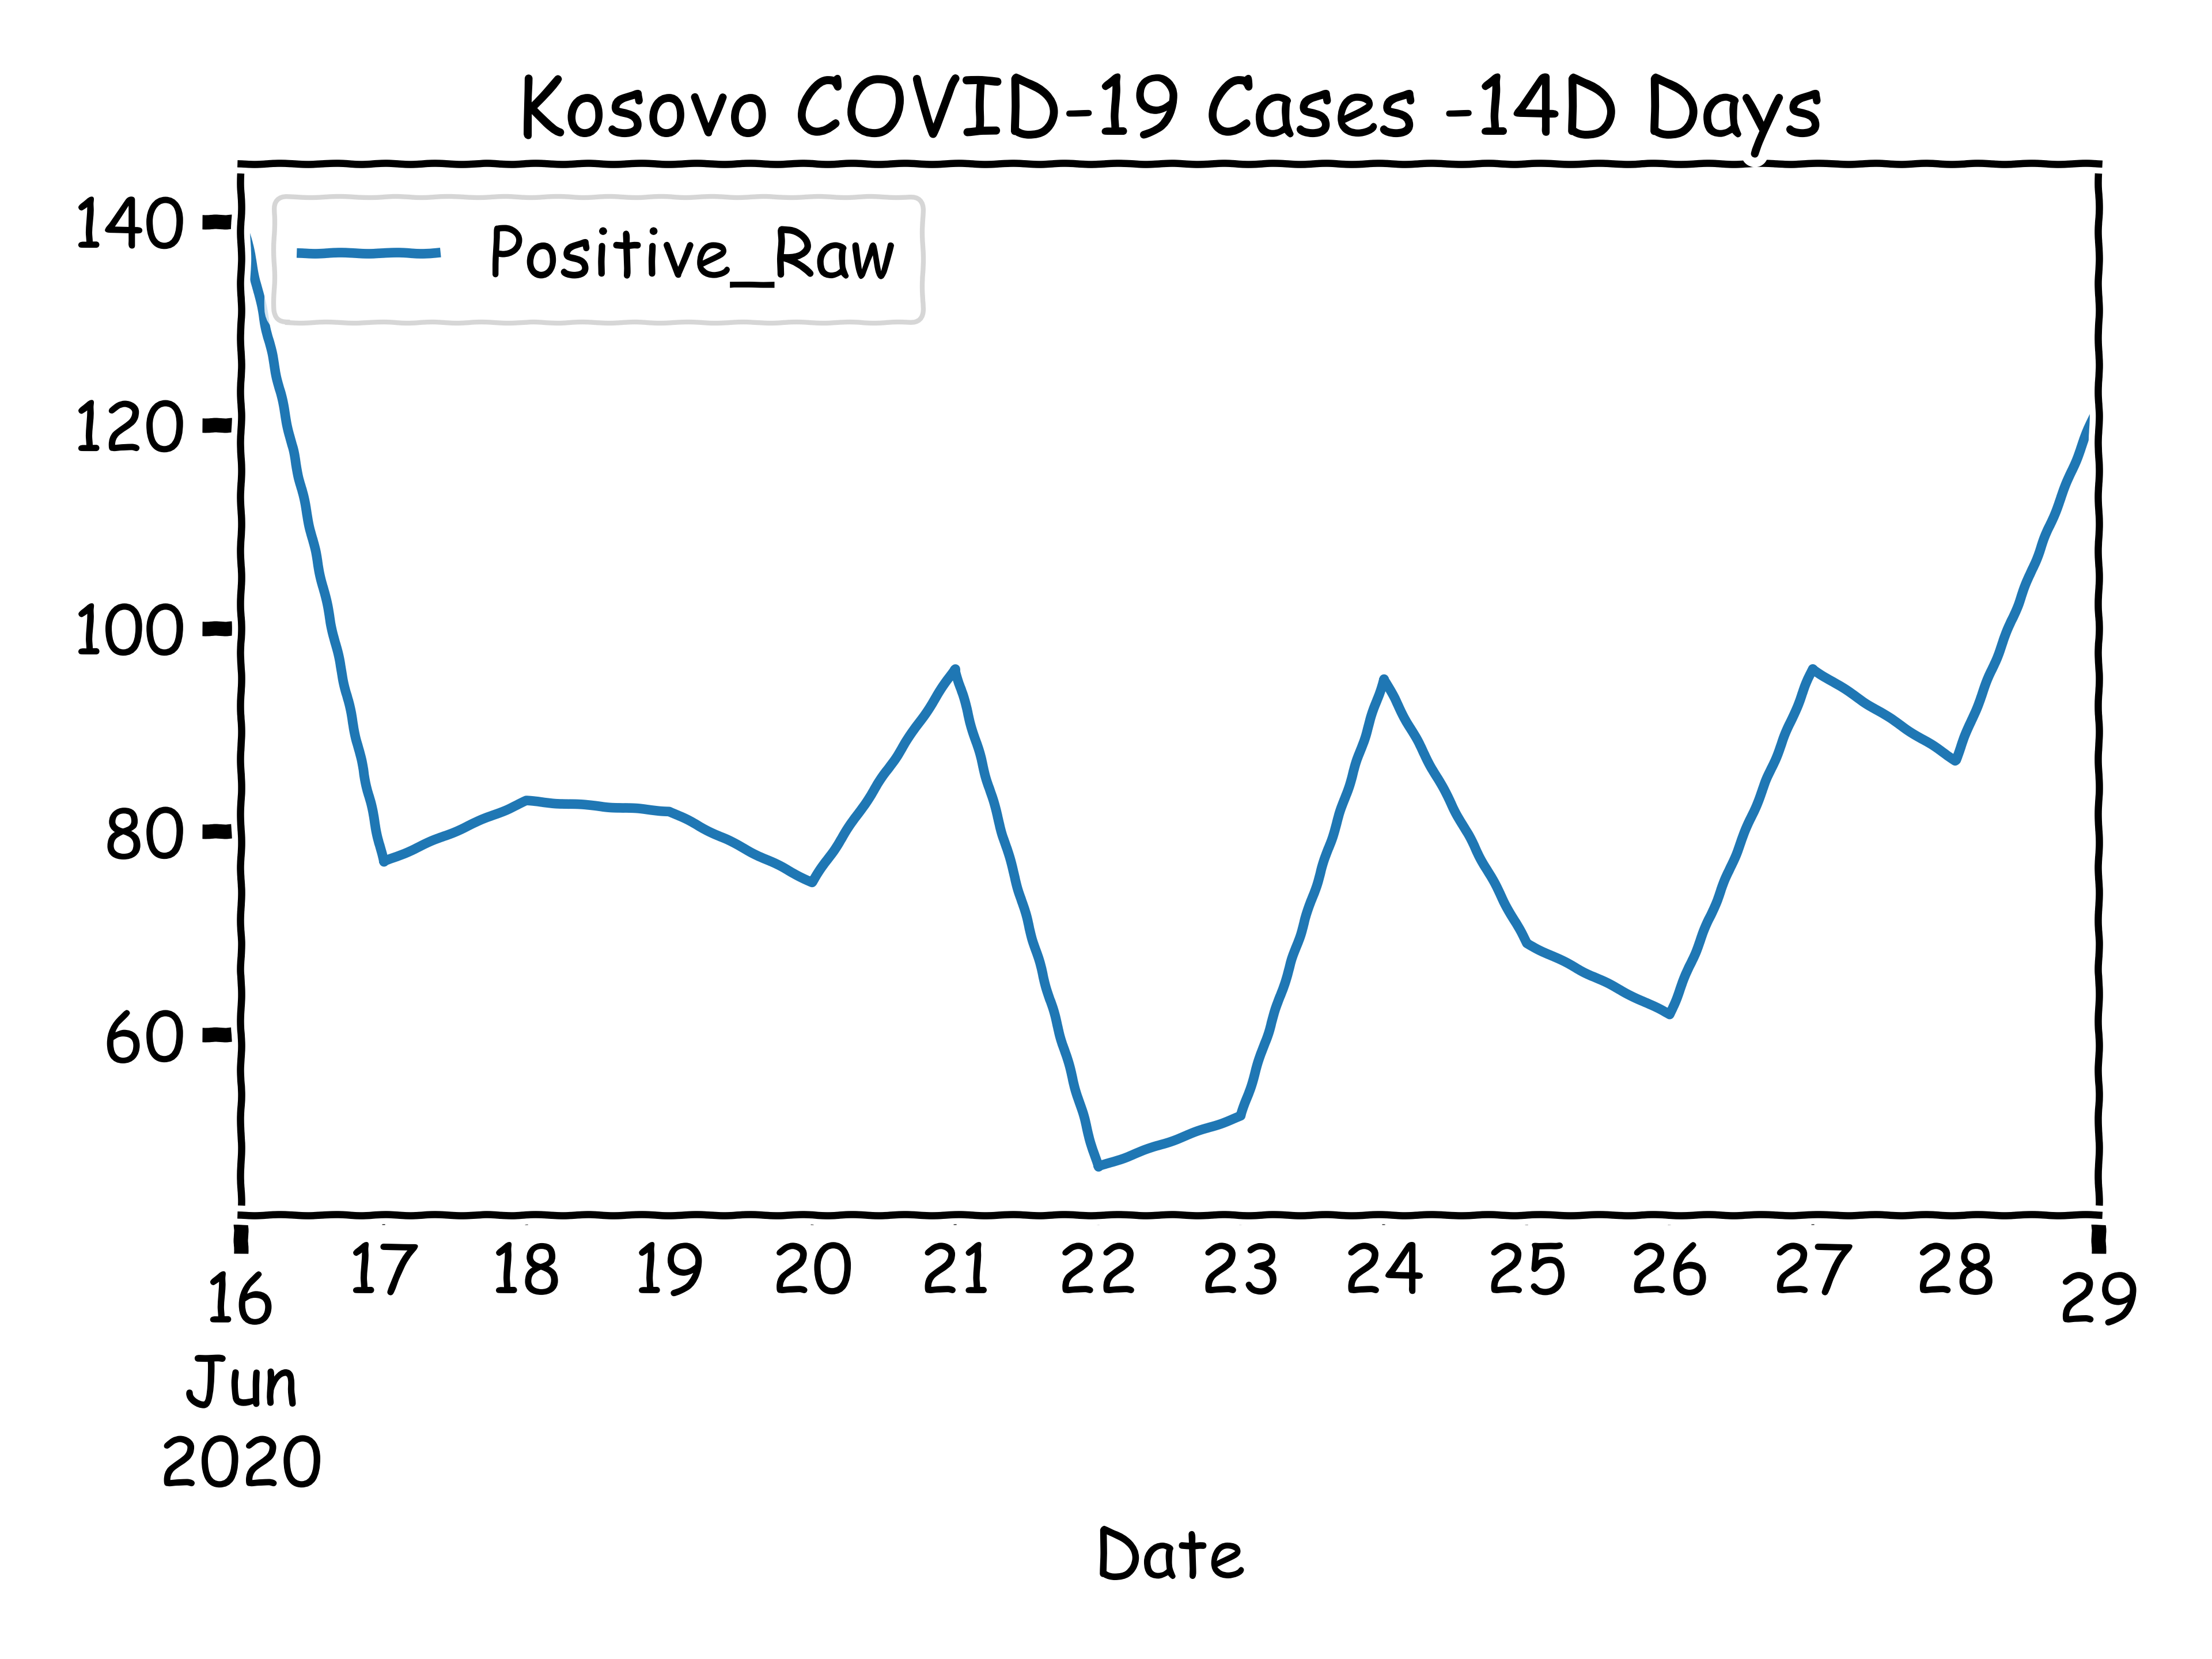 Kosovo COVID-19 Cases -14D Days
Positive_Raw
140
120
100
80
60
17 18 19 20 21 22 23 24 25 26 27 28
16 29
Jun
2020
Date